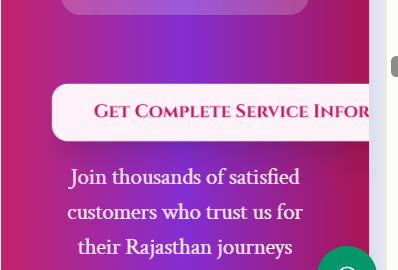 Get Complete Service Infor
Join thousands of satisfied
customers who trust us for
their Rajasthan journeys